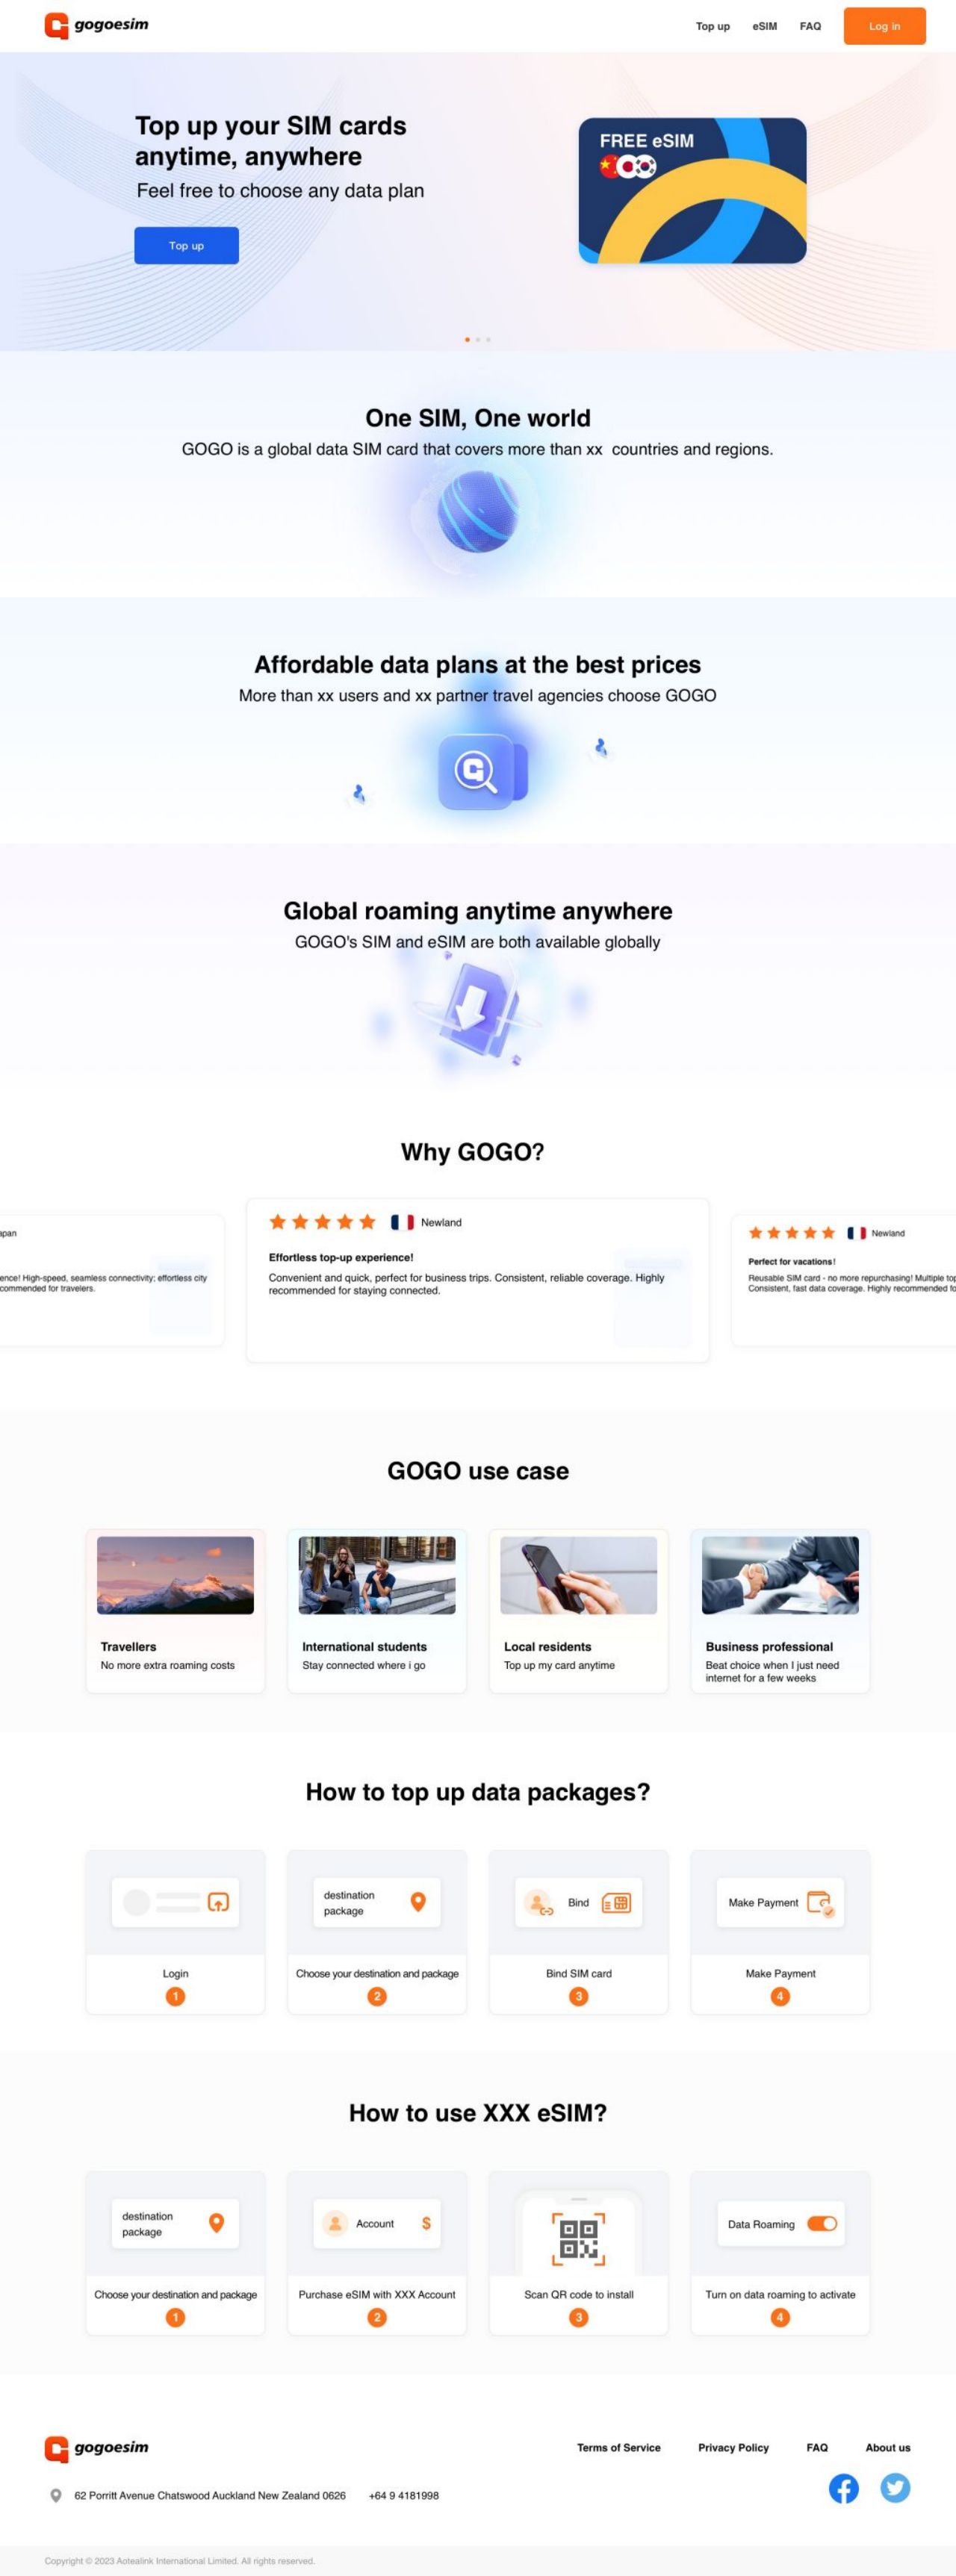 gogoesim
Top up eSIM FAQ Log in
Top up your SIM cards
anytime, anywhere
Feel free to choose any data plan
Top up
FREE eSIM
One SIM, One world
GOGO is a global data SIM card that covers more than xx countries and regions.
Affordable data plans at the best prices
More than xx users and xx partner travel agencies choose GOGO
Global roaming anytime anywhere
GOGO's SIM and eSIM are both available globally
Why GOGO?
apan
ence! High-speed, seamless connectivity; effortless city
commended for travelers.
Newland
Effortless top-up experience!
Convenient and quick, perfect for business trips. Consistent, reliable coverage. Highly
recommended for staying connected.
Newland
Perfect for vacations!
Reusable SIM card - no more repurchasing! Multiple top
Consistent, fast data coverage. Highly recommended fo
GOGO use case
Travellers
No more extra roaming costs
International students
Stay connected where i go
Local residents
Top up my card anytime
Business professional
Beat choice when I just need
internet for a few weeks
How to top up data packages?
Login
1
destination
package
Choose your destination and package
2
Bind
Bind SIM card
3
Make Payment
Make Payment
4
How to use XXX eSIM?
destination
package
Choose your destination and package
1
Account $
Purchase eSIM with XXX Account
2
Scan QR code to install
3
Data Roaming
Turn on data roaming to activate
4
gogoesim
Terms of Service Privacy Policy FAQ About us
62 Porritt Avenue Chatswood Auckland New Zealand 0626 +64 9 4181998
Copyright © 2023 Aotealink International Limited. All rights reserved.